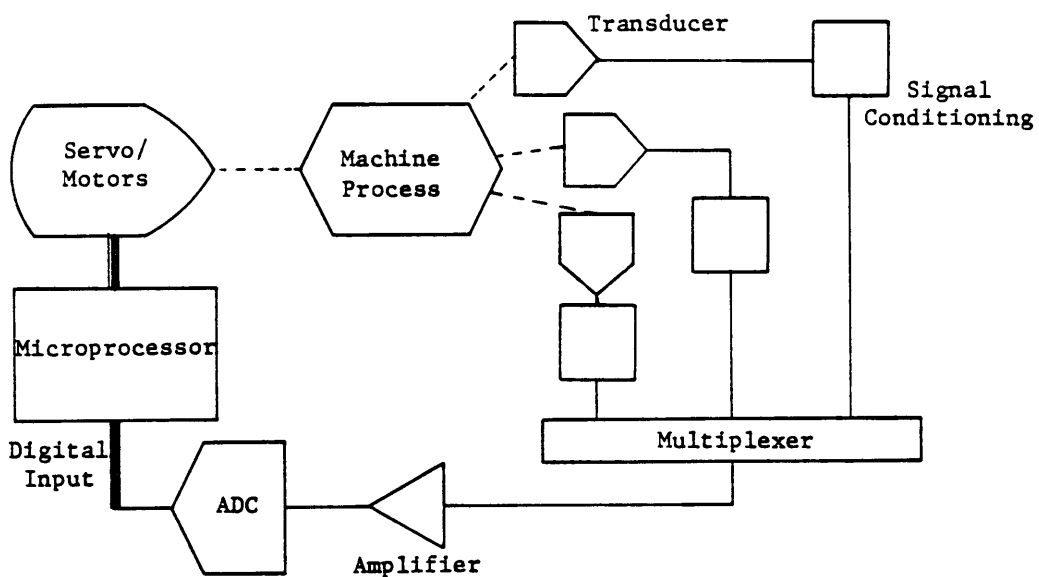 Transducer
Signal
Conditioning
Servo/
Motors
Machine
Process
Microprocessor
Multiplexer
Digital
Input
ADC
Amplifier